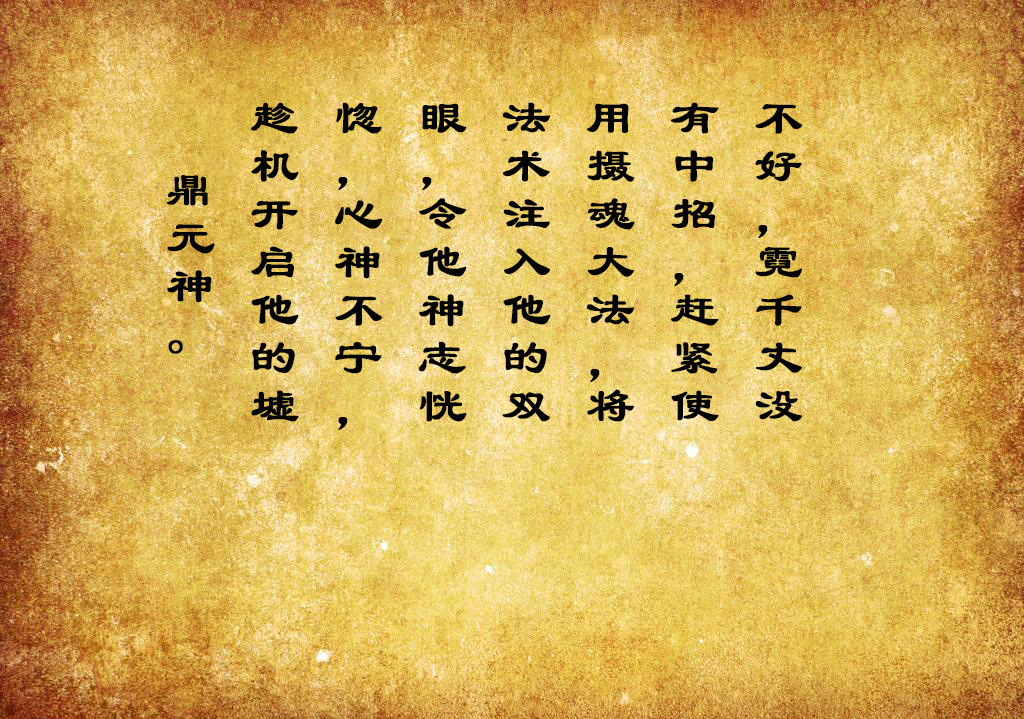 不好，霓千丈没
有中招，赶紧使
用摄魂大法，将
法术注入他的双
眼，令他神志恍
惚，心神不宁，
趁机开启他的墟
鼎元神。